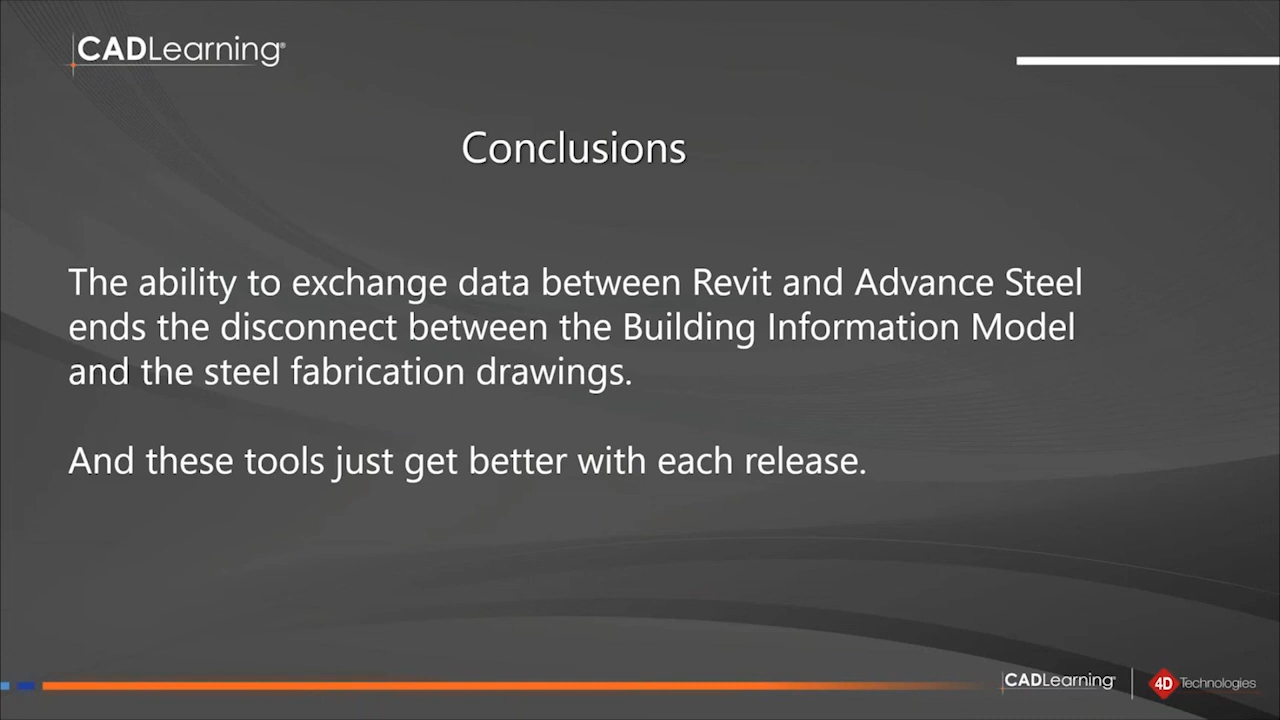 CADLearning®
Conclusions
The ability to exchange data between Revit and Advance Steel
ends the disconnect between the Building Information Model
and the steel fabrication drawings.
And these tools just get better with each release.
CADLearning® 4D Technologies